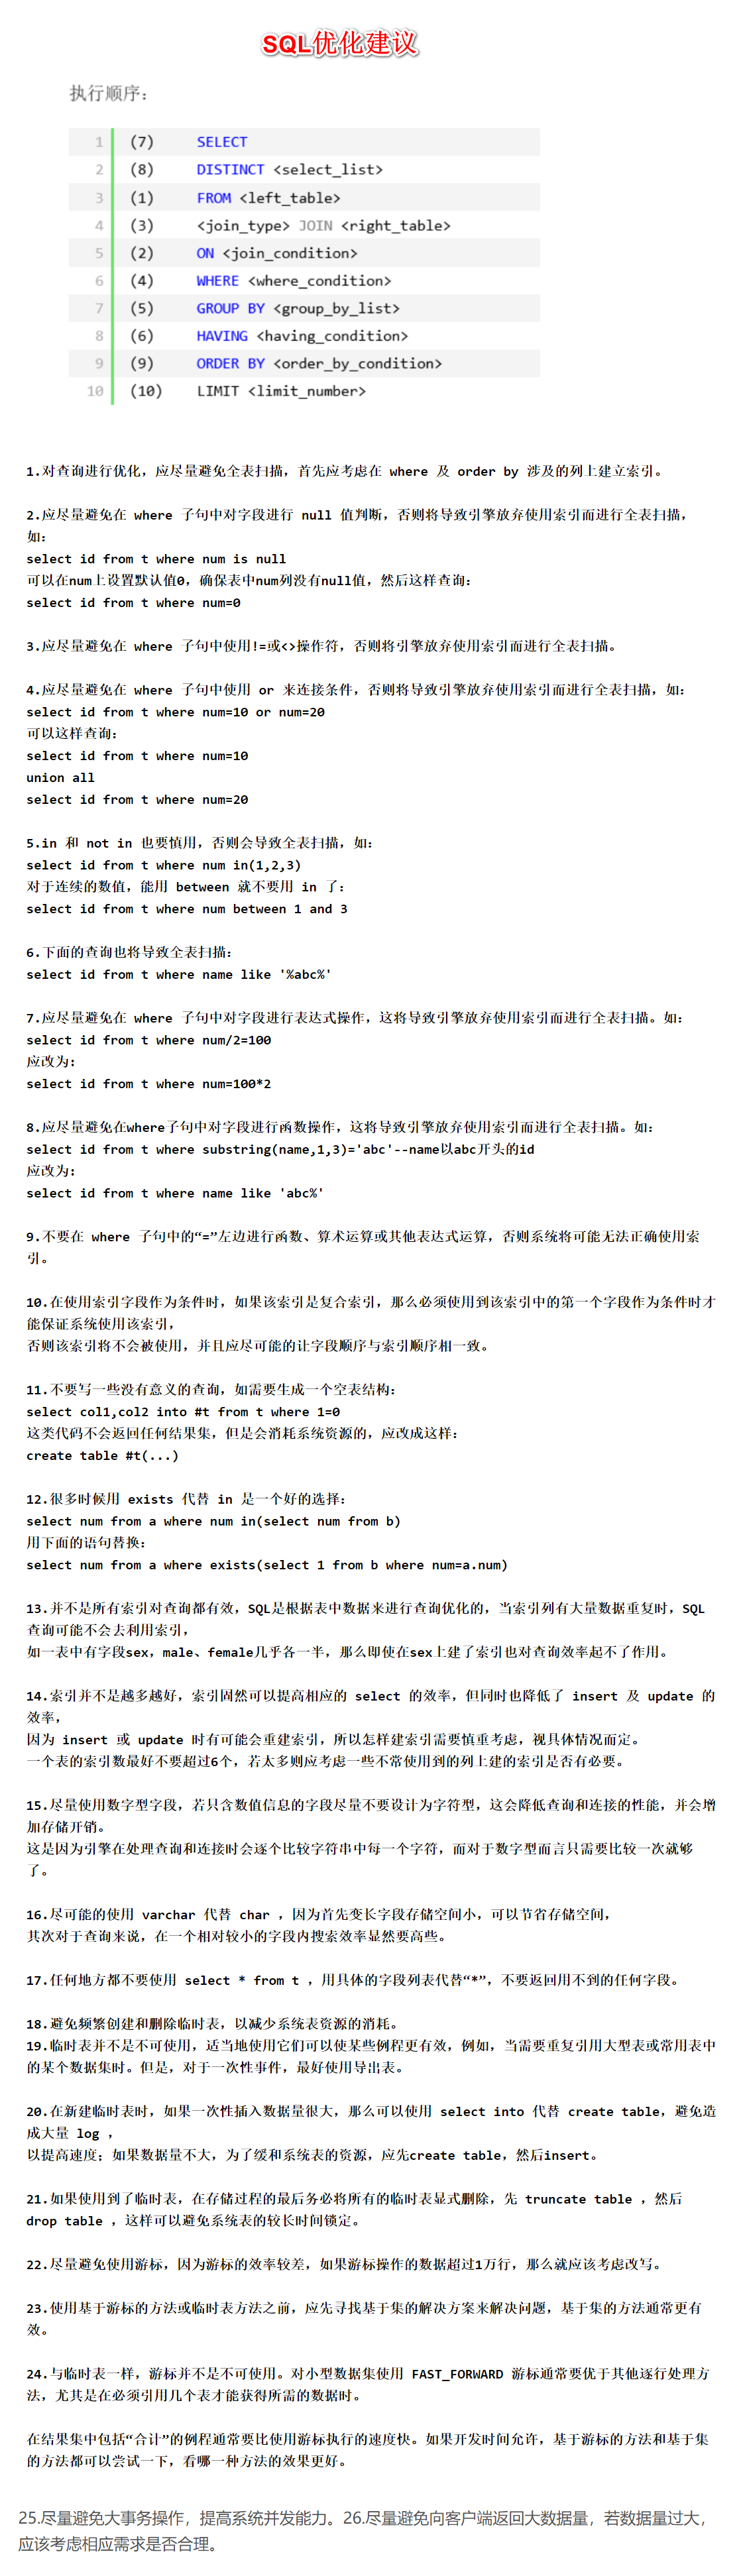 SQL优化建议
执行顺序：
1 (7) SELECT
2 (8) DISTINCT <select_list>
3 (1) FROM <left_table>
4 (3) <join_type> JOIN <right_table>
5 (2) ON <join_condition>
6 (4) WHERE <where_condition>
7 (5) GROUP BY <group_by_list>
8 (6) HAVING <having_condition>
9 (9) ORDER BY <order_by_condition>
10 (10) LIMIT <limit_number>
1.对查询进行优化，应尽量避免全表扫描，首先应考虑在 where 及 order by 涉及的列上建立索引。
2.应尽量避免在 where 子句中对字段进行 null 值判断，否则将导致引擎放弃使用索引而进行全表扫描，
如：
select id from t where num is null
可以在num上设置默认值0，确保表中num列没有null值，然后这样查询：
select id from t where num=0
3.应尽量避免在 where 子句中使用!=或<>操作符，否则将引擎放弃使用索引而进行全表扫描。
4.应尽量避免在 where 子句中使用 or 来连接条件，否则将导致引擎放弃使用索引而进行全表扫描，如：
select id from t where num=10 or num=20
可以这样查询：
select id from t where num=10
union all
select id from t where num=20
5.in 和 not in 也要慎用，否则会导致全表扫描，如：
select id from t where num in(1,2,3)
对于连续的数值，能用 between 就不要用 in 了：
select id from t where num between 1 and 3
6.下面的查询也将导致全表扫描：
select id from t where name like '%abc%'
7.应尽量避免在 where 子句中对字段进行表达式操作，这将导致引擎放弃使用索引而进行全表扫描。如：
select id from t where num/2=100
应改为：
select id from t where num=100*2
8.应尽量避免在where子句中对字段进行函数操作，这将导致引擎放弃使用索引而进行全表扫描。如：
select id from t where substring(name,1,3)='abc'--name以abc开头的id
应改为：
select id from t where name like 'abc%'
9.不要在 where 子句中的“=”左边进行函数、算术运算或其他表达式运算，否则系统将可能无法正确使用索
引。
10.在使用索引字段作为条件时，如果该索引是复合索引，那么必须使用到该索引中的第一个字段作为条件时才
能保证系统使用该索引，
否则该索引将不会被使用，并且应尽可能的让字段顺序与索引顺序相一致。
11.不要写一些没有意义的查询，如需要生成一个空表结构：
select col1,col2 into #t from t where 1=0
这类代码不会返回任何结果集，但是会消耗系统资源的，应改成这样：
create table #t(...)
12.很多时候用 exists 代替 in 是一个好的选择：
select num from a where num in(select num from b)
用下面的语句替换：
select num from a where exists(select 1 from b where num=a.num)
13.并不是所有索引对查询都有效，SQL是根据表中数据来进行查询优化的，当索引列有大量数据重复时，SQL
查询可能不会去利用索引，
如一表中有字段sex，male、female几乎各一半，那么即使在sex上建了索引也对查询效率起不了作用。
14.索引并不是越多越好，索引固然可以提高相应的 select 的效率，但同时也降低了 insert 及 update 的
效率，
因为 insert 或 update 时有可能会重建索引，所以怎样建索引需要慎重考虑，视具体情况而定。
一个表的索引数最好不要超过6个，若太多则应考虑一些不常使用到的列上建的索引是否有必要。
15.尽量使用数字型字段，若只含数值信息的字段尽量不要设计为字符型，这会降低查询和连接的性能，并会增
加存储开销。
这是因为引擎在处理查询和连接时会逐个比较字符串中每一个字符，而对于数字型而言只需要比较一次就够
了。
16.尽可能的使用 varchar 代替 char ，因为首先变长字段存储空间小，可以节省存储空间，
其次对于查询来说，在一个相对较小的字段内搜索效率显然要高些。
17.任何地方都不要使用 select * from t ，用具体的字段列表代替“*”，不要返回用不到的任何字段。
18.避免频繁创建和删除临时表，以减少系统表资源的消耗。
19.临时表并不是不可使用，适当地使用它们可以使某些例程更有效，例如，当需要重复引用大型表或常用表中
的某个数据集时。但是，对于一次性事件，最好使用导出表。
20.在新建临时表时，如果一次性插入数据量很大，那么可以使用 select into 代替 create table，避免造
成大量 log ，
以提高速度；如果数据量不大，为了缓和系统表的资源，应先create table，然后insert。
21.如果使用到了临时表，在存储过程的最后务必将所有的临时表显式删除，先 truncate table ，然后
drop table ，这样可以避免系统表的较长时间锁定。
22.尽量避免使用游标，因为游标的效率较差，如果游标操作的数据超过1万行，那么就应该考虑改写。
23.使用基于游标的方法或临时表方法之前，应先寻找基于集的解决方案来解决问题，基于集的方法通常更有
效。
24.与临时表一样，游标并不是不可使用。对小型数据集使用 FAST_FORWARD 游标通常要优于其他逐行处理方
法，尤其是在必须引用几个表才能获得所需的数据时。
在结果集中包括“合计”的例程通常要比使用游标执行的速度快。如果开发时间允许，基于游标的方法和基于集
的方法都可以尝试一下，看哪一种方法的效果更好。
25.尽量避免大事务操作，提高系统并发能力。26.尽量避免向客户端返回大数据量，若数据量过大，
应该考虑相应需求是否合理。